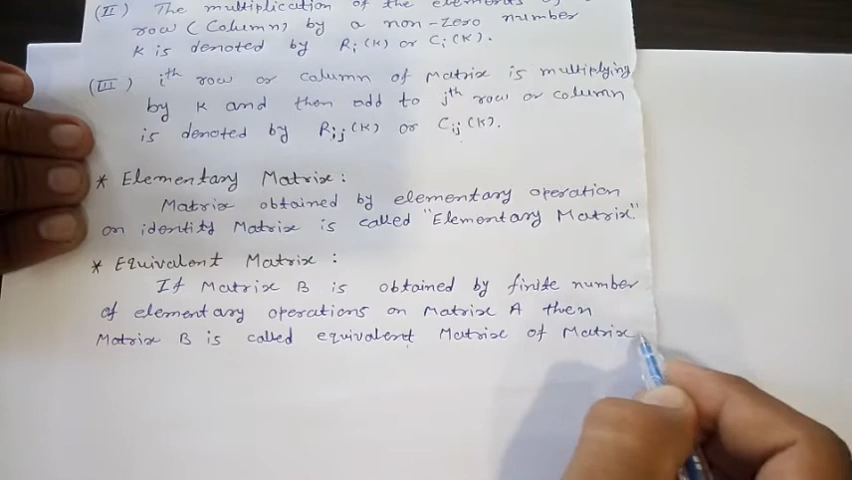 (II) The multiplication of the elements
row (Column) by a non-zero number
K is denoted by Ri(K) or Ci(K).
(III) ith row or column of Matrix is multiplying
by K and then add to jth row or column
is denoted by Rij(K) or Cij(K).
* Elementary Matrix:
Matrix obtained by elementary operation
on identity Matrix is called "Elementary Matrix"
* Equivalent Matrix :
If Matrix B is obtained by finite number
of elementary operations on Matrix A then
Matrix B is called equivalent Matrix of Matrix